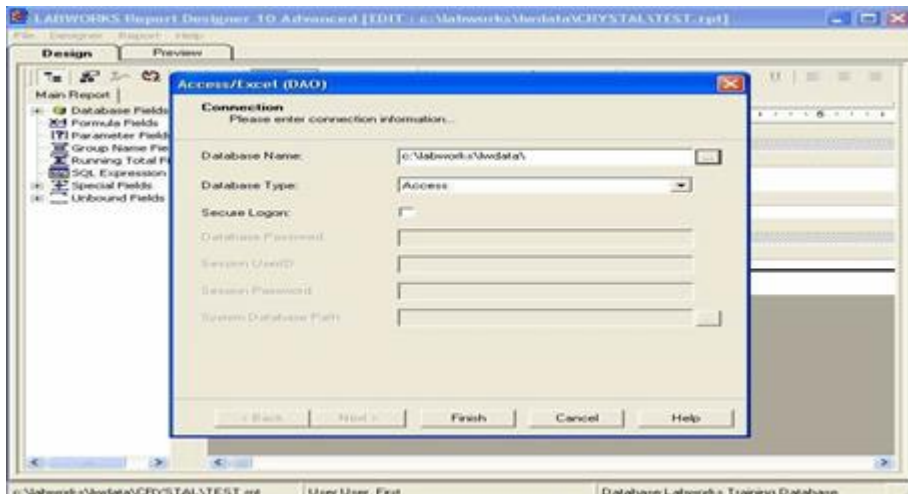 LABWORKS Report Designer 10 Advanced [EDIT : c:\labworks\lwdata\CRYSTAL\TEST.rpt]
File Designer Report Help
Design Preview
Main Report
Database Fields
Formula Fields
Parameter Field
Group Name Fie
Running Total Fi
SQL Expression
Special Fields
Unbound Fields
Access/Excel (DAO)
Connection
Please enter connection information...
Database Name: c:\labworks\lwdata\ ...
Database Type: Access
Secure Logon:
Database Password:
Session UserID:
Session Password:
System Database Path: ...
< Back Next > Finish Cancel Help
c:\labworks\lwdata\CRYSTAL\TEST.rpt User:User, First Database:Labworks Training Database